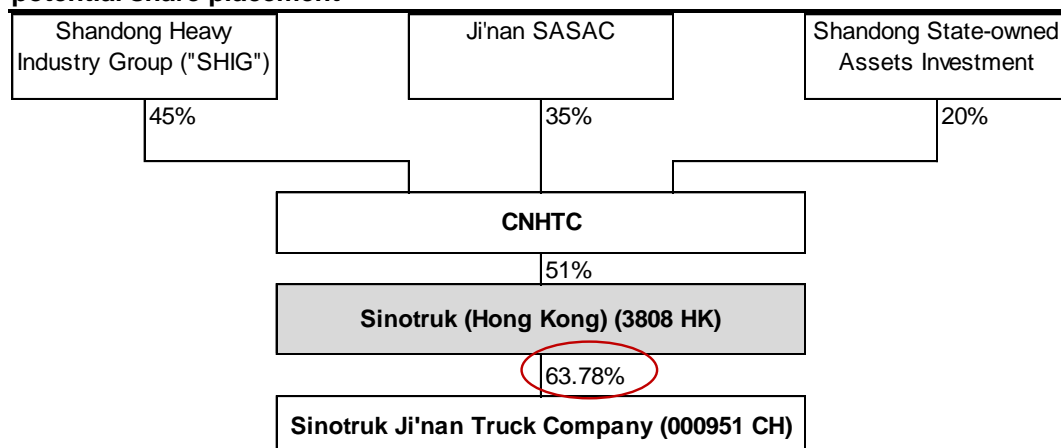 potential share placement
Shandong Heavy
Industry Group ("SHIG")
Ji'nan SASAC
Shandong State-owned
Assets Investment
45%
35%
20%
CNHTC
51%
Sinotruk (Hong Kong) (3808 HK)
63.78%
Sinotruk Ji'nan Truck Company (000951 CH)